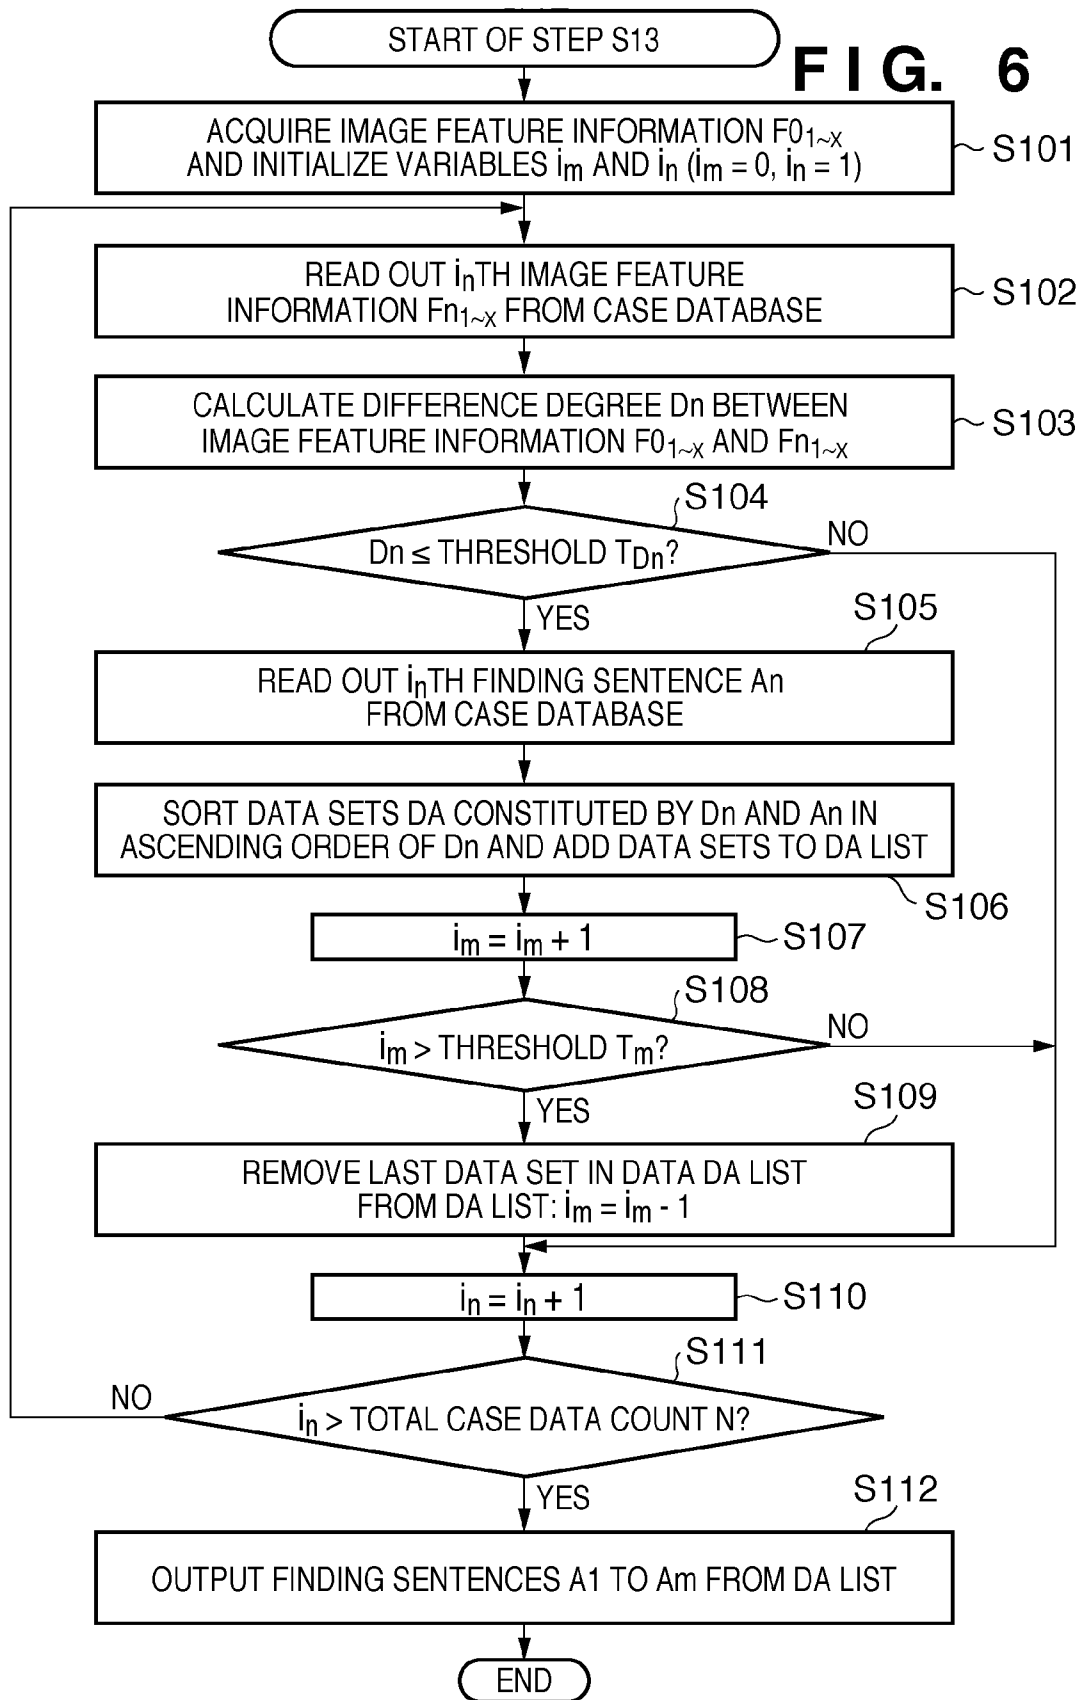 START OF STEP S13
FIG. 6
ACQUIRE IMAGE FEATURE INFORMATION F0₁~ₓ
AND INITIALIZE VARIABLES iₘ AND iₙ (iₘ = 0, iₙ = 1)
S101
READ OUT iₙTH IMAGE FEATURE
INFORMATION Fn₁~ₓ FROM CASE DATABASE
S102
CALCULATE DIFFERENCE DEGREE Dn BETWEEN
IMAGE FEATURE INFORMATION F0₁~ₓ AND Fn₁~ₓ
S103
S104
Dn ≤ THRESHOLD T_Dn?
NO
YES
S105
READ OUT iₙTH FINDING SENTENCE An
FROM CASE DATABASE
SORT DATA SETS DA CONSTITUTED BY Dn AND An IN
ASCENDING ORDER OF Dn AND ADD DATA SETS TO DA LIST
S106
iₘ = iₘ + 1
S107
S108
iₘ > THRESHOLD Tₘ?
NO
YES
S109
REMOVE LAST DATA SET IN DATA DA LIST
FROM DA LIST: iₘ = iₘ - 1
iₙ = iₙ + 1
S110
S111
NO
iₙ > TOTAL CASE DATA COUNT N?
YES
S112
OUTPUT FINDING SENTENCES A1 TO Am FROM DA LIST
END